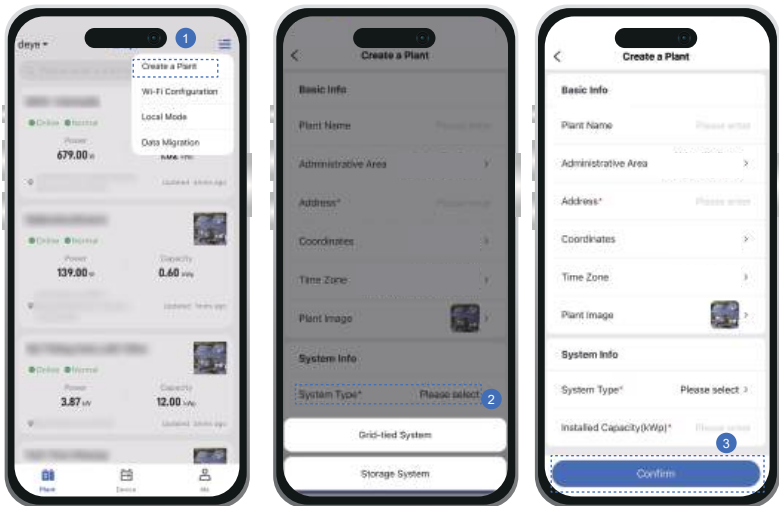 deye
1
Create a Plant
Wi-Fi Configuration
Local Mode
Data Migration
Online Normal
Power
679.00 w
Online Normal
Power
Capacity
139.00 w
0.60 kWp
Online Normal
Power
Capacity
3.87 kW
12.00 kWp
Plant
Device
Me
Create a Plant
Basic Info
Plant Name
Please enter
Administrative Area
Address*
Please enter
Coordinates
Time Zone
Plant Image
System Info
System Type*
Please select
2
Grid-tied System
Storage System
Create a Plant
Basic Info
Plant Name
Please enter
Administrative Area
Address*
Please enter
Coordinates
Time Zone
Plant Image
System Info
System Type*
Please select
Installed Capacity(kWp)*
Please enter
3
Confirm